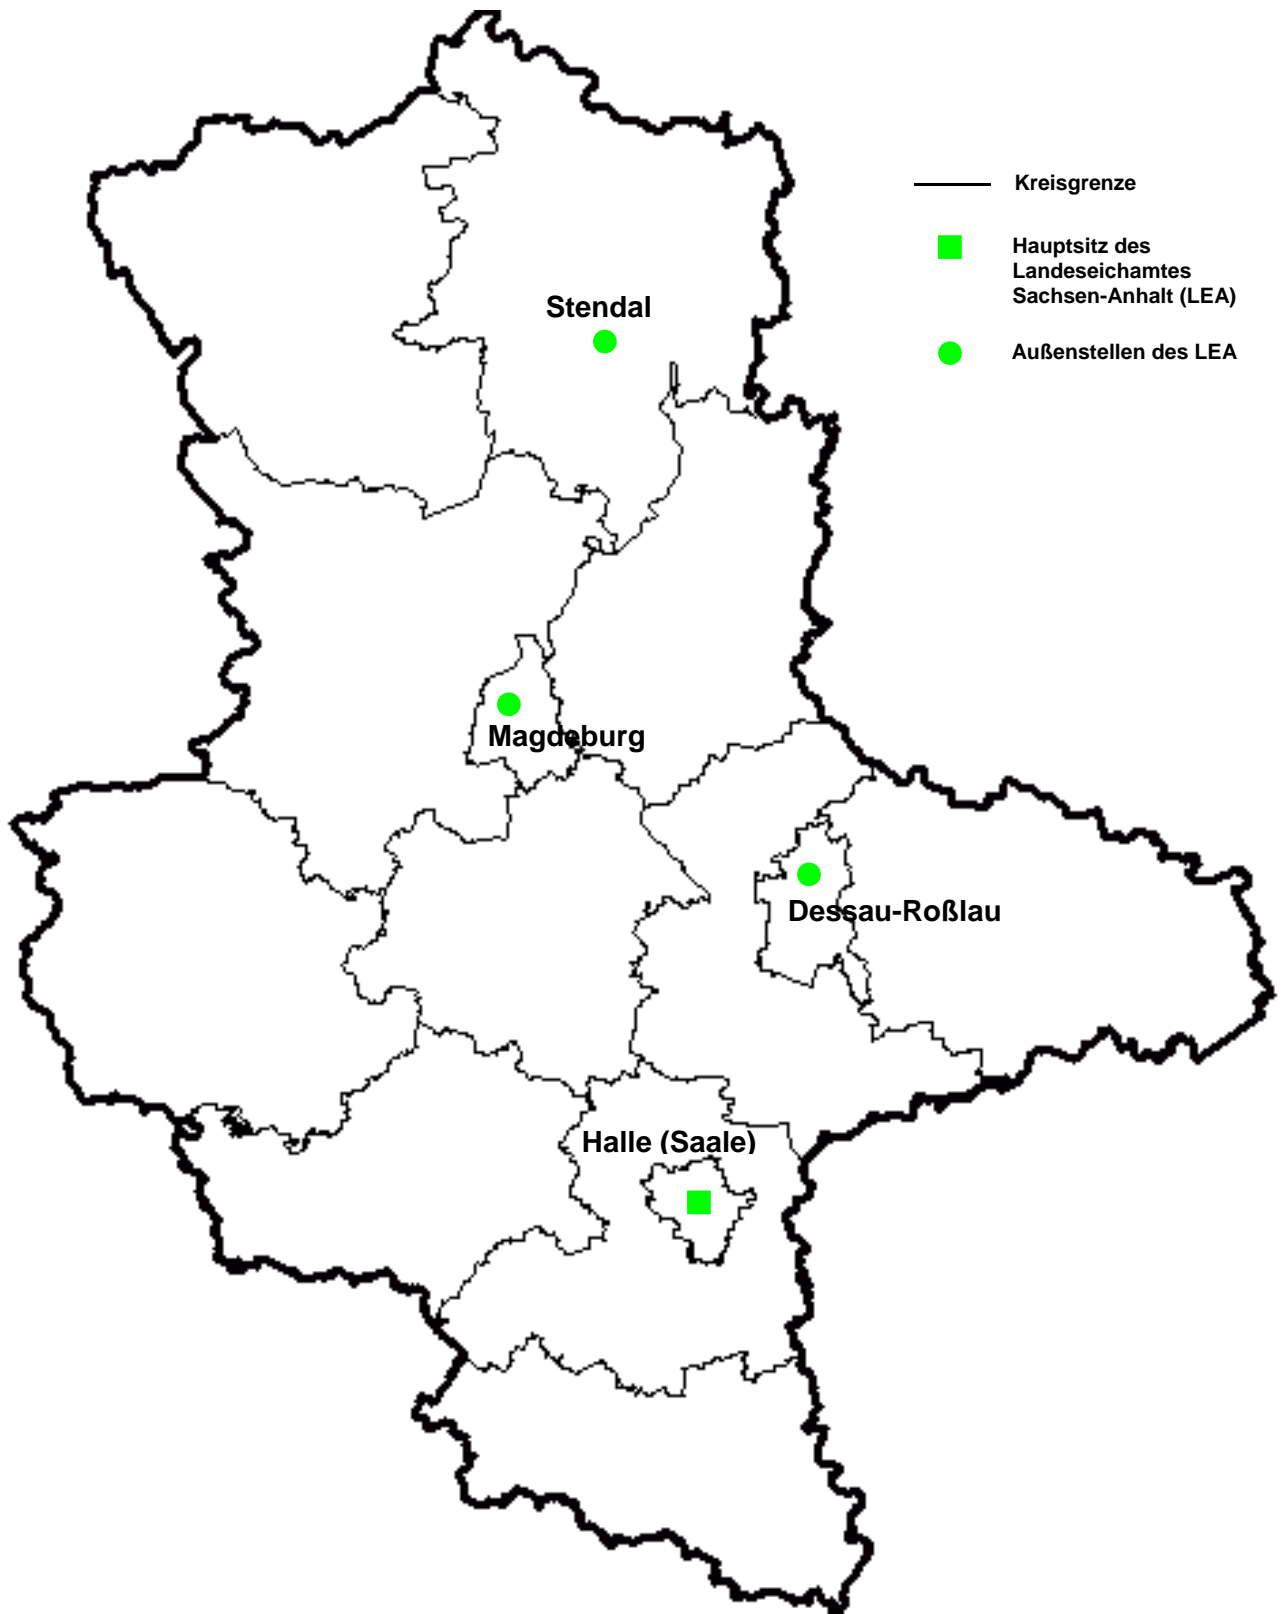 Kreisgrenze
Hauptsitz des
Landeseichamtes
Sachsen-Anhalt (LEA)
Außenstellen des LEA
Stendal
Magdeburg
Dessau-Roßlau
Halle (Saale)